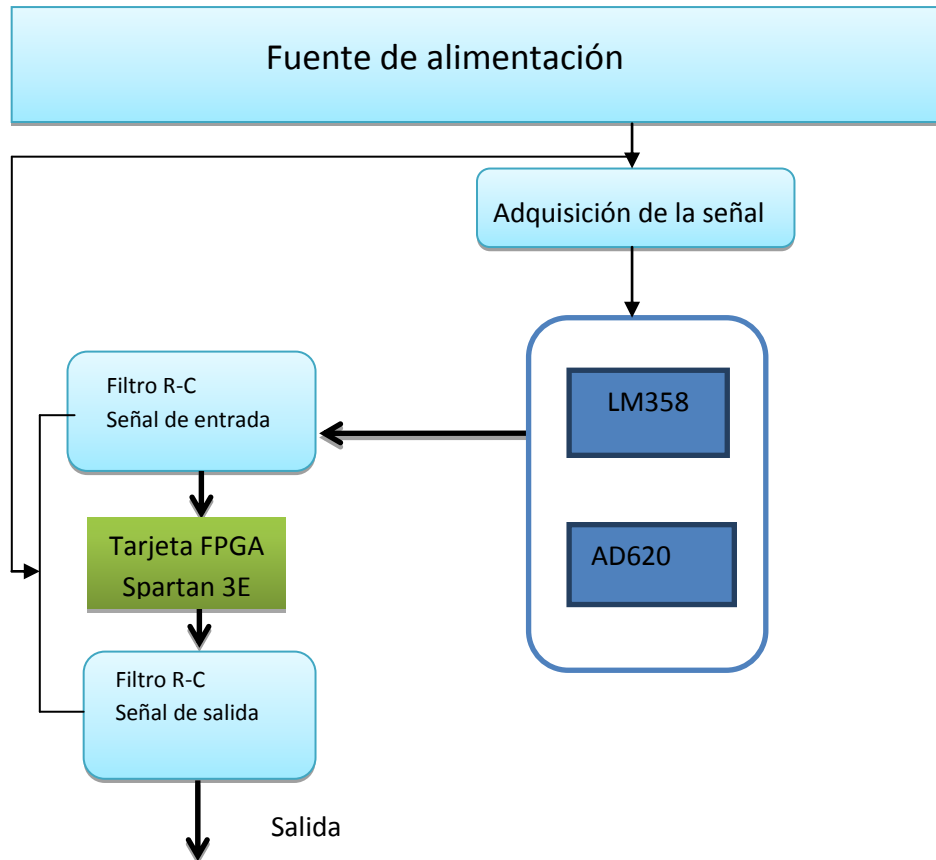 Fuente de alimentación
Adquisición de la señal
LM358
AD620
Filtro R-C
Señal de entrada
Tarjeta FPGA
Spartan 3E
Filtro R-C
Señal de salida
Salida